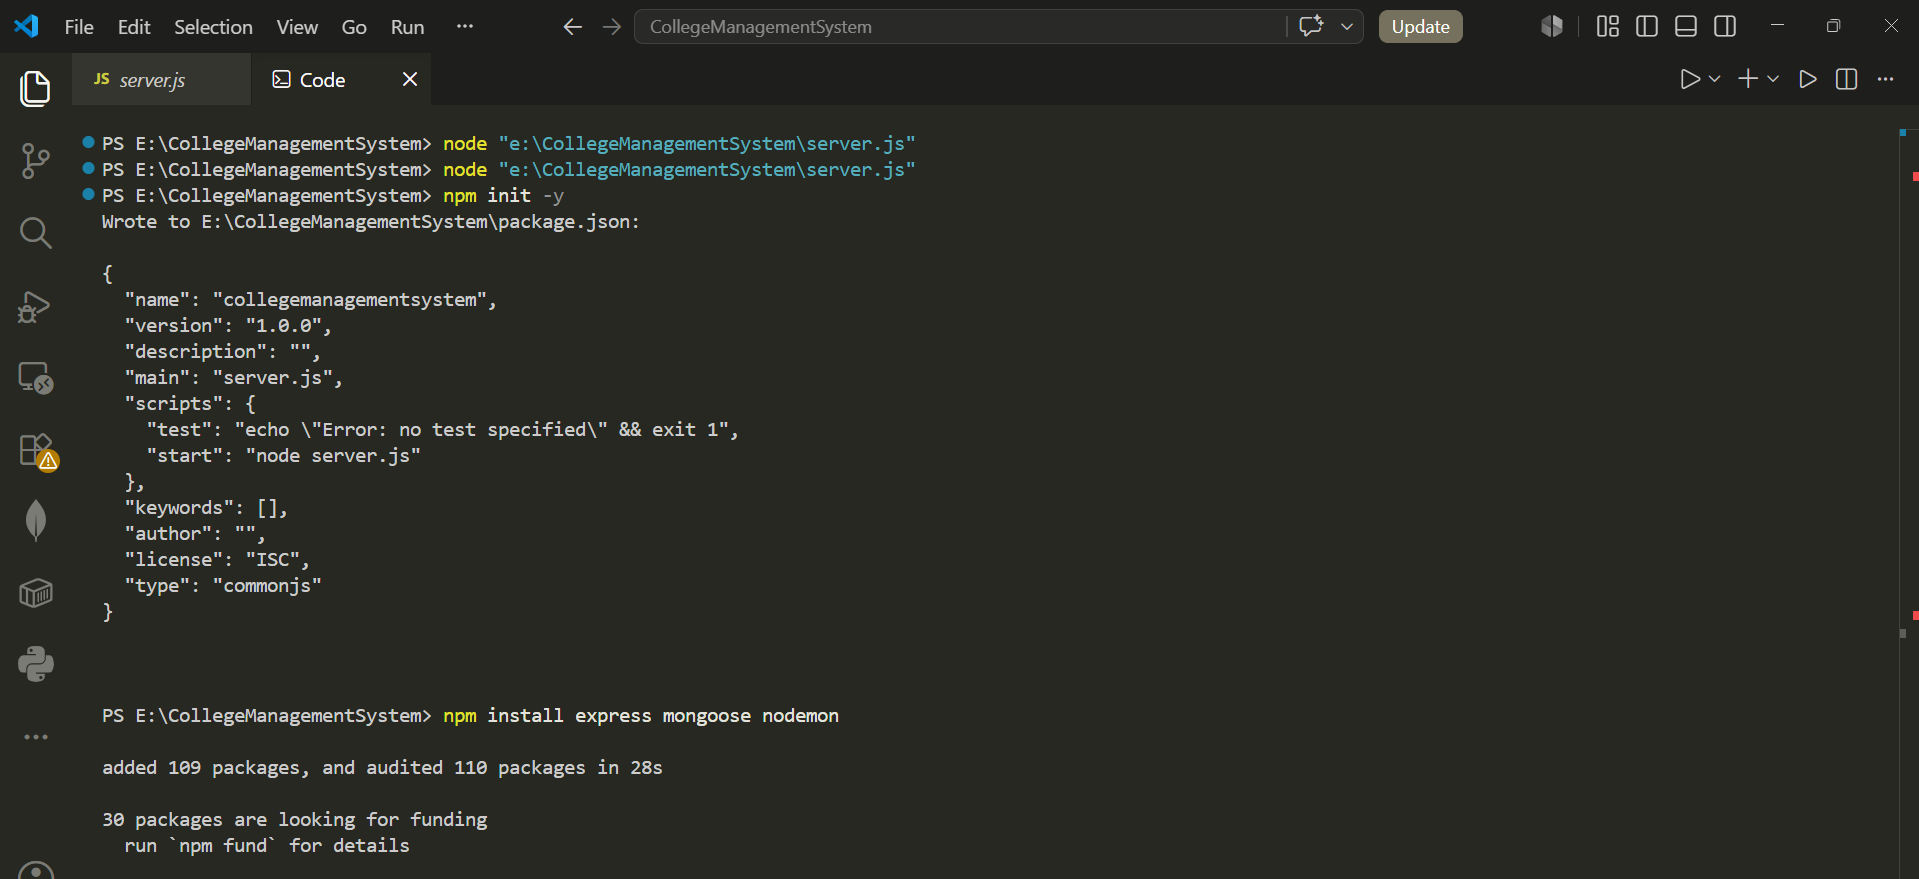 File Edit Selection View Go Run ...
CollegeManagementSystem
Update
JS server.js
Code
PS E:\CollegeManagementSystem> node "e:\CollegeManagementSystem\server.js"
PS E:\CollegeManagementSystem> node "e:\CollegeManagementSystem\server.js"
PS E:\CollegeManagementSystem> npm init -y
Wrote to E:\CollegeManagementSystem\package.json:
{
  "name": "collegemanagementsystem",
  "version": "1.0.0",
  "description": "",
  "main": "server.js",
  "scripts": {
    "test": "echo \"Error: no test specified\" && exit 1",
    "start": "node server.js"
  },
  "keywords": [],
  "author": "",
  "license": "ISC",
  "type": "commonjs"
}
PS E:\CollegeManagementSystem> npm install express mongoose nodemon
added 109 packages, and audited 110 packages in 28s
30 packages are looking for funding
  run `npm fund` for details